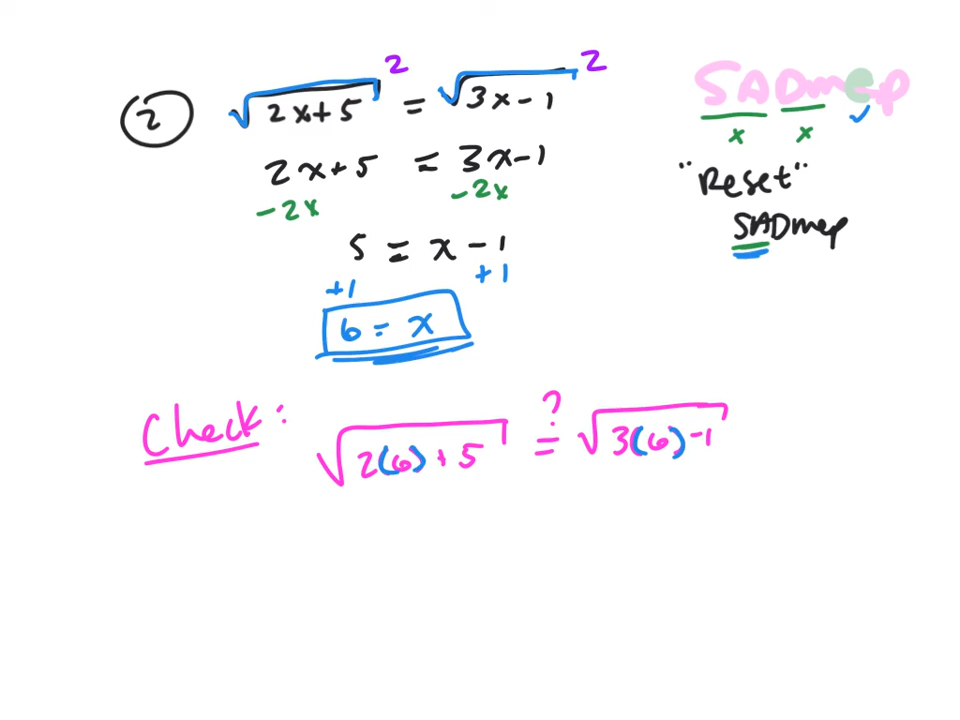 2
√(2x+5)² = √(3x-1)²
2x+5 = 3x-1
-2x -2x
5 = x - 1
+1 +1
6 = x
SADmep
x x ✓
"Reset"
SADmep
Check:
√(2(6)+5) ≟ √(3(6)-1)